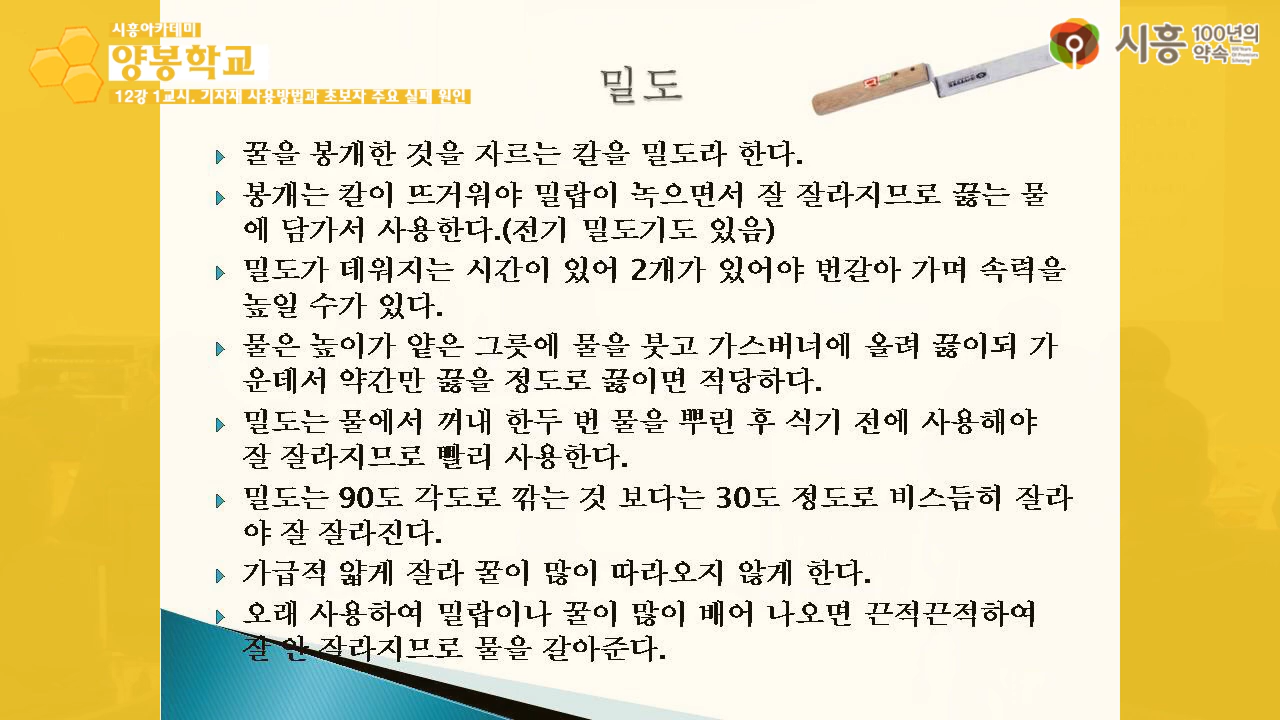 시흥아카데미
양봉학교
12강 1교시. 기자재 사용방법과 초보자 주요 실패 원인
시흥 100년의 약속
밀도
꿀을 봉개한 것을 자르는 칼을 밀도라 한다.
봉개는 칼이 뜨거워야 밀랍이 녹으면서 잘 잘라지므로 끓는 물
에 담가서 사용한다.(전기 밀도기도 있음)
밀도가 데워지는 시간이 있어 2개가 있어야 번갈아 가며 속력을
높일 수가 있다.
물은 높이가 얕은 그릇에 물을 붓고 가스버너에 올려 끓이되 가
운데서 약간만 끓을 정도로 끓이면 적당하다.
밀도는 물에서 꺼내 한두 번 물을 뿌린 후 식기 전에 사용해야
잘 잘라지므로 빨리 사용한다.
밀도는 90도 각도로 깎는 것 보다는 30도 정도로 비스듬히 잘라
야 잘 잘라진다.
가급적 얇게 잘라 꿀이 많이 따라오지 않게 한다.
오래 사용하여 밀랍이나 꿀이 많이 배어 나오면 끈적끈적하여
잘 안 잘라지므로 물을 갈아준다.